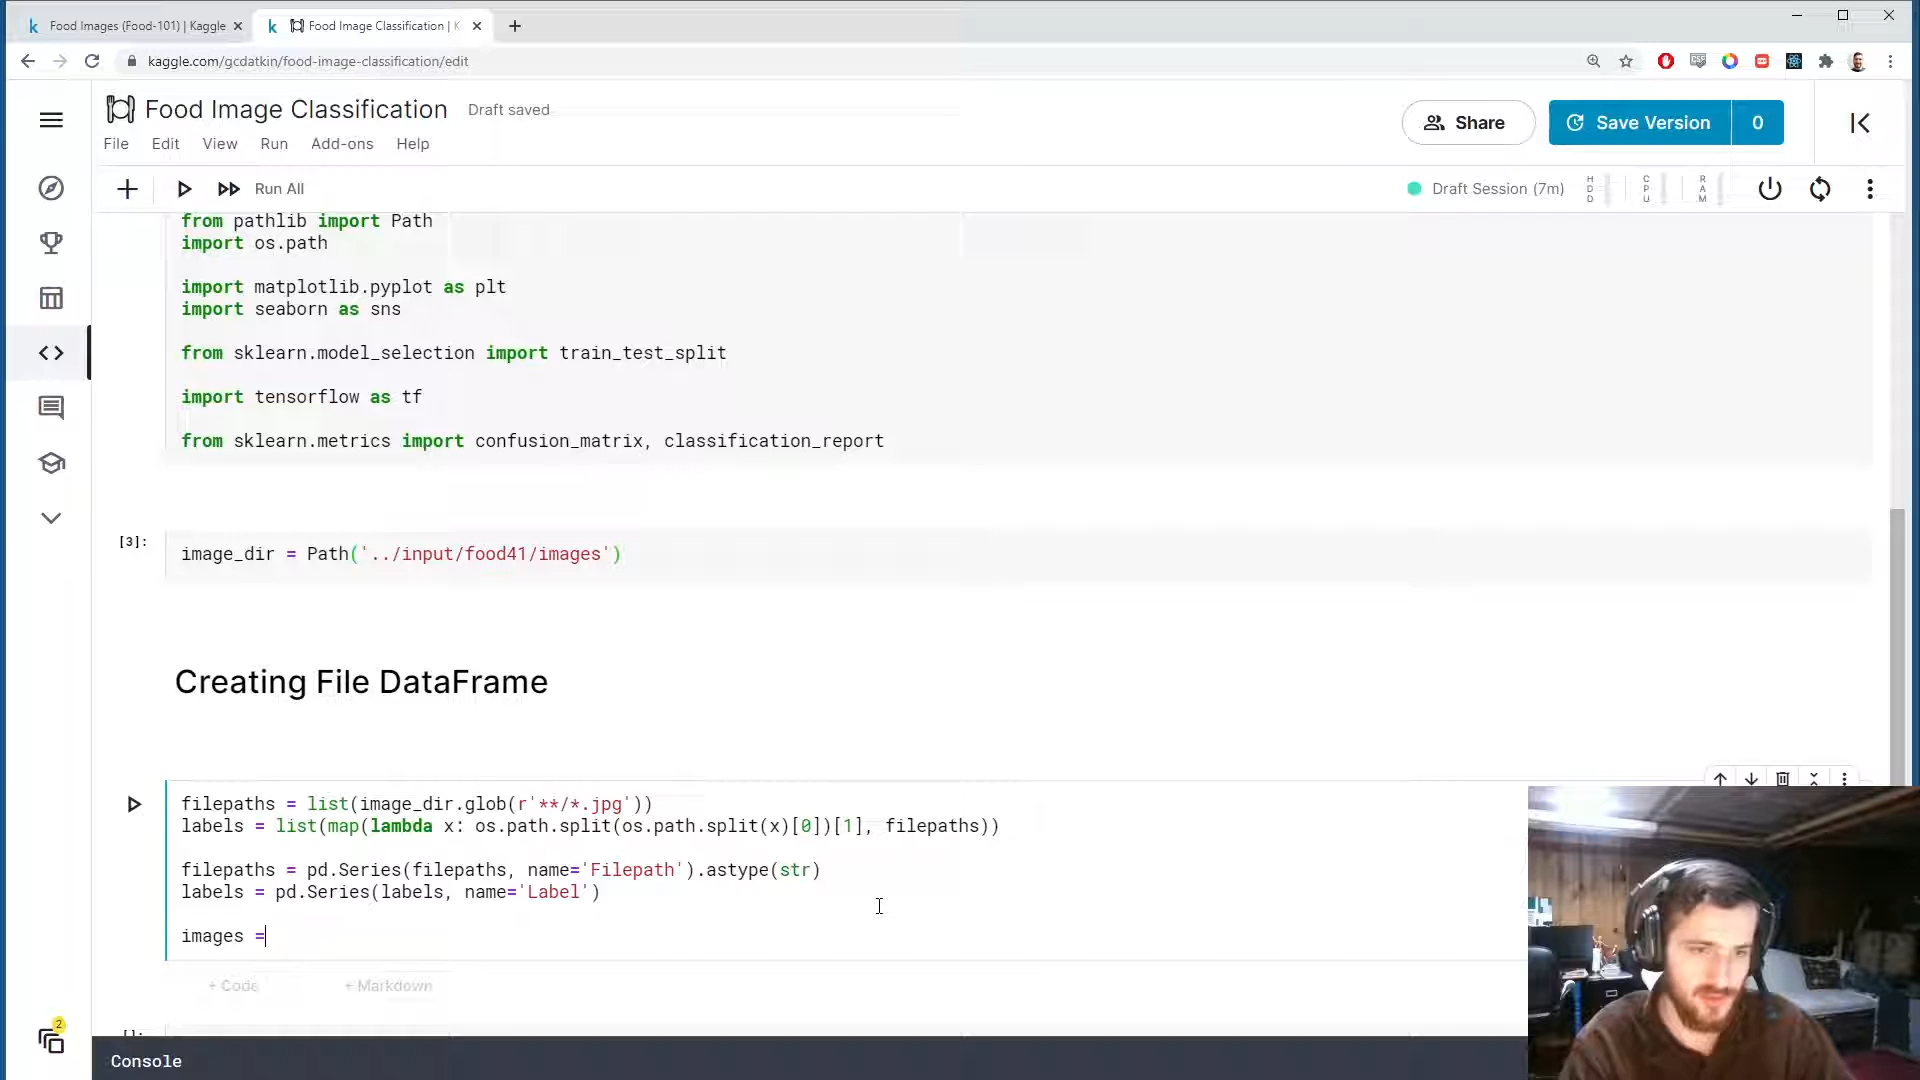 Food Images (Food-101) | Kaggle
Food Image Classification | K
kaggle.com/gcdatkin/food-image-classification/edit
Food Image Classification
Draft saved
Share
Save Version
0
File
Edit
View
Run
Add-ons
Help
Run All
Draft Session (7m)
HDD
CPU
RAM
from pathlib import Path
import os.path
import matplotlib.pyplot as plt
import seaborn as sns
from sklearn.model_selection import train_test_split
import tensorflow as tf
from sklearn.metrics import confusion_matrix, classification_report
[3]:
image_dir = Path('../input/food41/images')
Creating File DataFrame
filepaths = list(image_dir.glob(r'**/*.jpg'))
labels = list(map(lambda x: os.path.split(os.path.split(x)[0])[1], filepaths))
filepaths = pd.Series(filepaths, name='Filepath').astype(str)
labels = pd.Series(labels, name='Label')
images =
+ Code
+ Markdown
2
Console